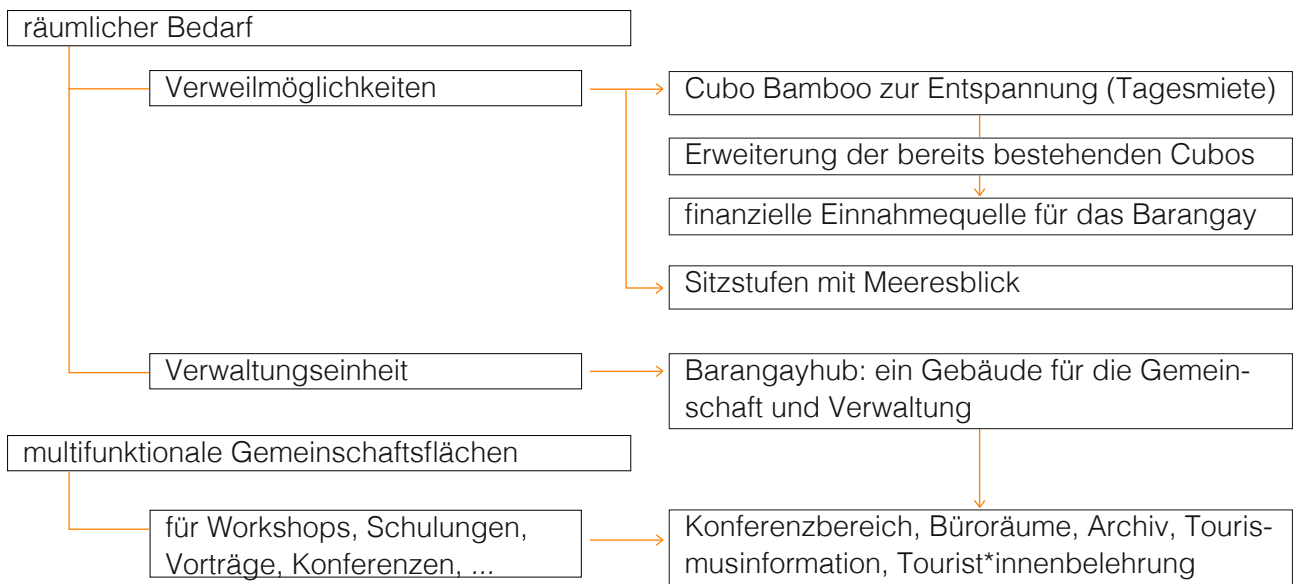 räumlicher Bedarf
Verweilmöglichkeiten
Cubo Bamboo zur Entspannung (Tagesmiete)
Erweiterung der bereits bestehenden Cubos
finanzielle Einnahmequelle für das Barangay
Sitzstufen mit Meeresblick
Verwaltungseinheit
Barangayhub: ein Gebäude für die Gemein-
schaft und Verwaltung
multifunktionale Gemeinschaftsflächen
für Workshops, Schulungen,
Vorträge, Konferenzen, ...
Konferenzbereich, Büroräume, Archiv, Touris-
musinformation, Tourist*innenbelehrung